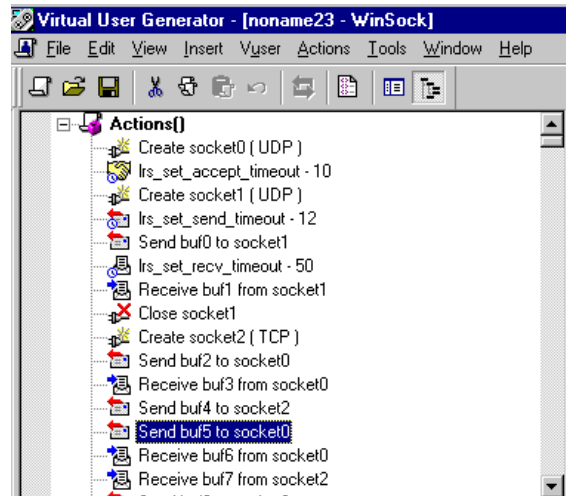 Virtual User Generator - [noname23 - WinSock]
File Edit View Insert Vuser Actions Tools Window Help
Actions()
Create socket0 ( UDP )
lrs_set_accept_timeout - 10
Create socket1 ( UDP )
lrs_set_send_timeout - 12
Send buf0 to socket1
lrs_set_recv_timeout - 50
Receive buf1 from socket1
Close socket1
Create socket2 ( TCP )
Send buf2 to socket0
Receive buf3 from socket0
Send buf4 to socket2
Send buf5 to socket0
Receive buf6 from socket0
Receive buf7 from socket2